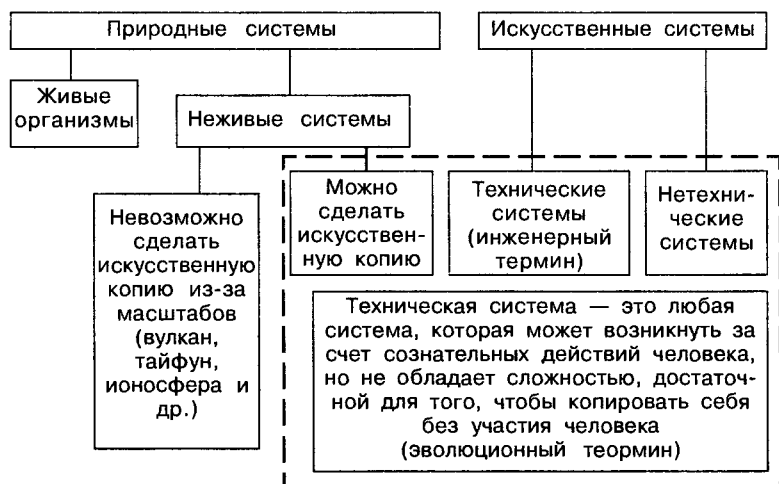 Природные системы
Искусственные системы
Живые
организмы
Неживые системы
Невозможно
сделать
искусственную
копию из-за
масштабов
(вулкан,
тайфун,
ионосфера и
др.)
Можно
сделать
искусствен-
ную копию
Технические
системы
(инженерный
термин)
Нетехни-
ческие
системы
Техническая система — это любая
система, которая может возникнуть за
счет сознательных действий человека,
но не обладает сложностью, достаточ-
ной для того, чтобы копировать себя
без участия человека
(эволюционный теормин)